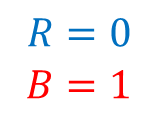 R = 0
B = 1